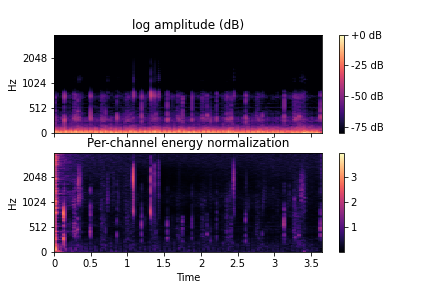 log amplitude (dB)
Hz
2048
1024
512
0
+0 dB
-25 dB
-50 dB
-75 dB
Per-channel energy normalization
Hz
2048
1024
512
0
0 0.5 1 1.5 2 2.5 3 3.5
Time
3
2
1